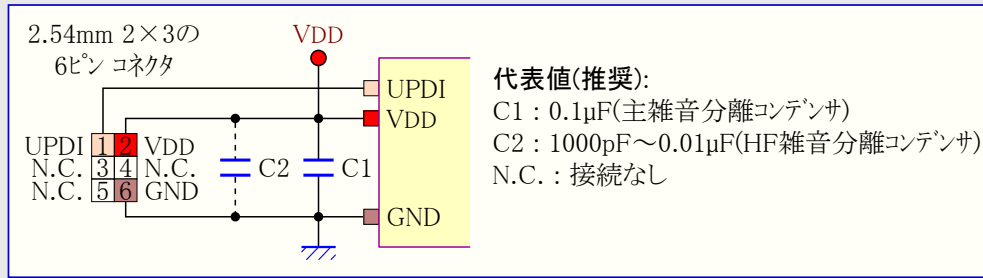 2.54mm 2×3の
6ピン コネクタ
VDD
UPDI
VDD
GND
UPDI 1 2 VDD
N.C. 3 4 N.C.
N.C. 5 6 GND
C2
C1
代表値(推奨):
C1 : 0.1µF(主雑音分離コンデンサ)
C2 : 1000pF～0.01µF(HF雑音分離コンデンサ)
N.C. : 接続なし